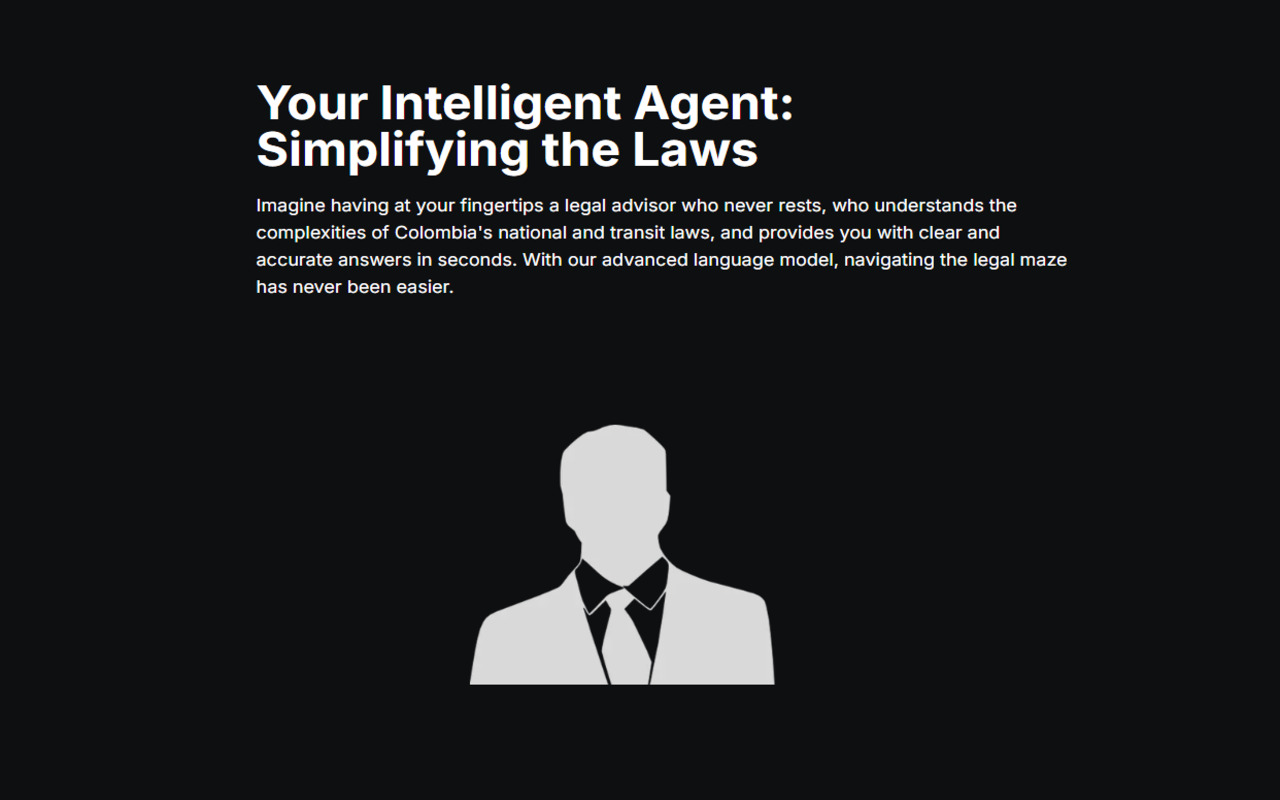 Your Intelligent Agent:
Simplifying the Laws
Imagine having at your fingertips a legal advisor who never rests, who understands the
complexities of Colombia's national and transit laws, and provides you with clear and
accurate answers in seconds. With our advanced language model, navigating the legal maze
has never been easier.